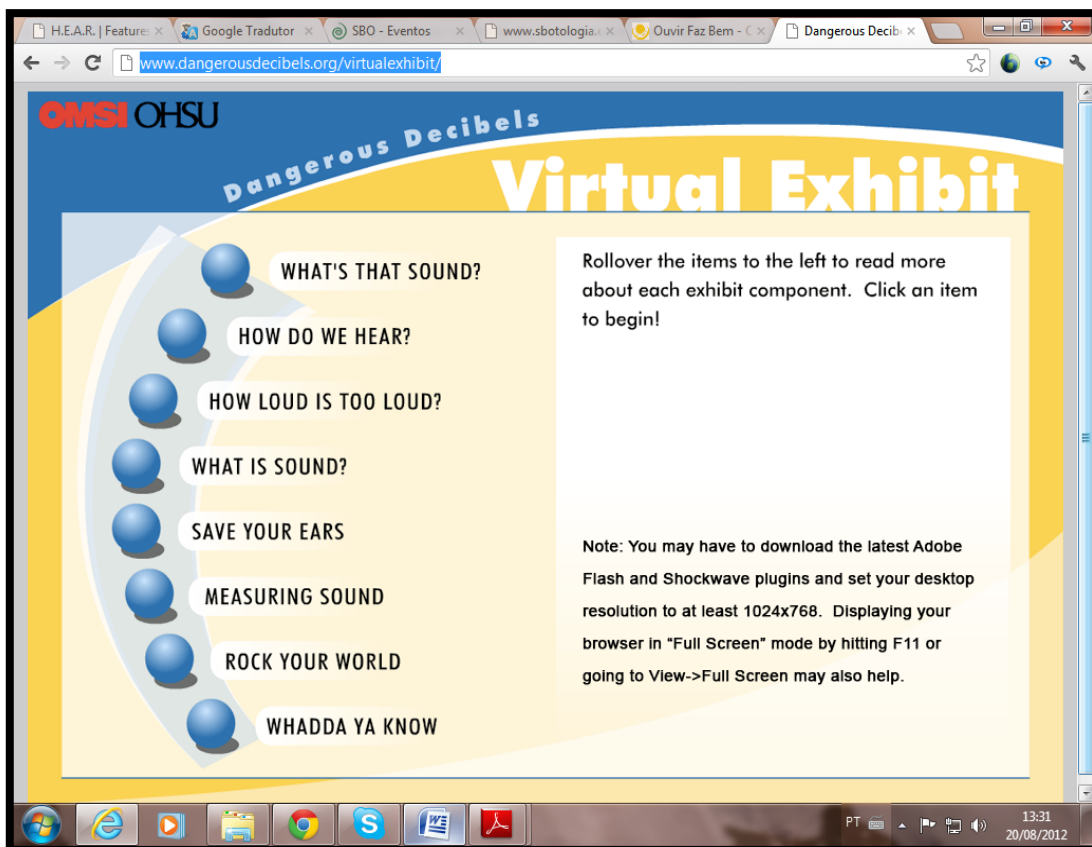 H.E.A.R. | Feature
Google Tradutor
SBO - Eventos
www.sbotologia.
Ouvir Faz Bem - C
Dangerous Decib
www.dangerousdecibels.org/virtualexhibit/
OMSI OHSU
Dangerous Decibels
Virtual Exhibit
WHAT'S THAT SOUND?
HOW DO WE HEAR?
HOW LOUD IS TOO LOUD?
WHAT IS SOUND?
SAVE YOUR EARS
MEASURING SOUND
ROCK YOUR WORLD
WHADDA YA KNOW
Rollover the items to the left to read more
about each exhibit component. Click an item
to begin!
Note: You may have to download the latest Adobe
Flash and Shockwave plugins and set your desktop
resolution to at least 1024x768. Displaying your
browser in “Full Screen” mode by hitting F11 or
going to View->Full Screen may also help.
PT
13:31
20/08/2012